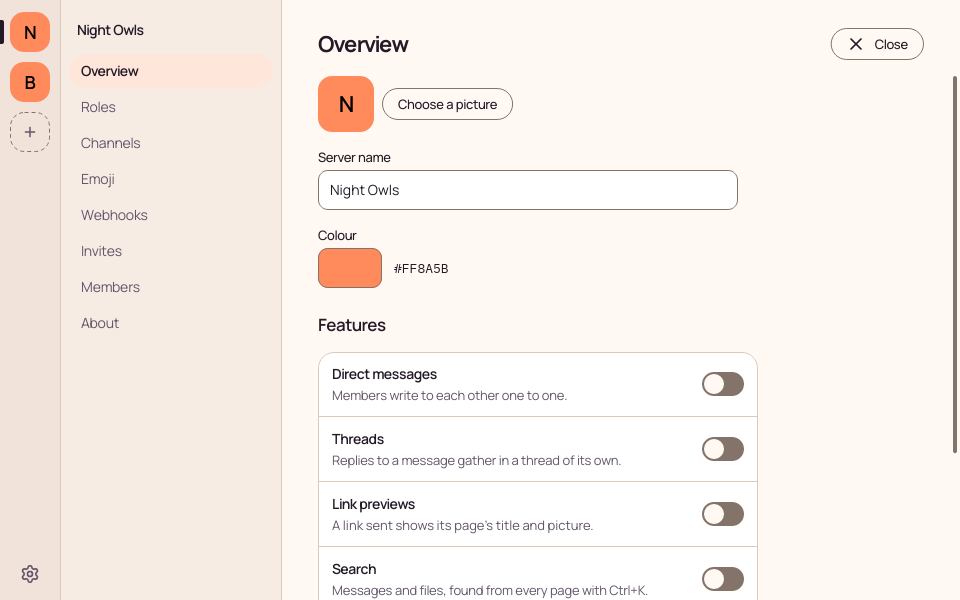 N
B
Night Owls
Overview
Roles
Channels
Emoji
Webhooks
Invites
Members
About
Overview
Close
N
Choose a picture
Server name
Night Owls
Colour
#FF8A5B
Features
Direct messages
Members write to each other one to one.
Threads
Replies to a message gather in a thread of its own.
Link previews
A link sent shows its page's title and picture.
Search
Messages and files, found from every page with Ctrl+K.